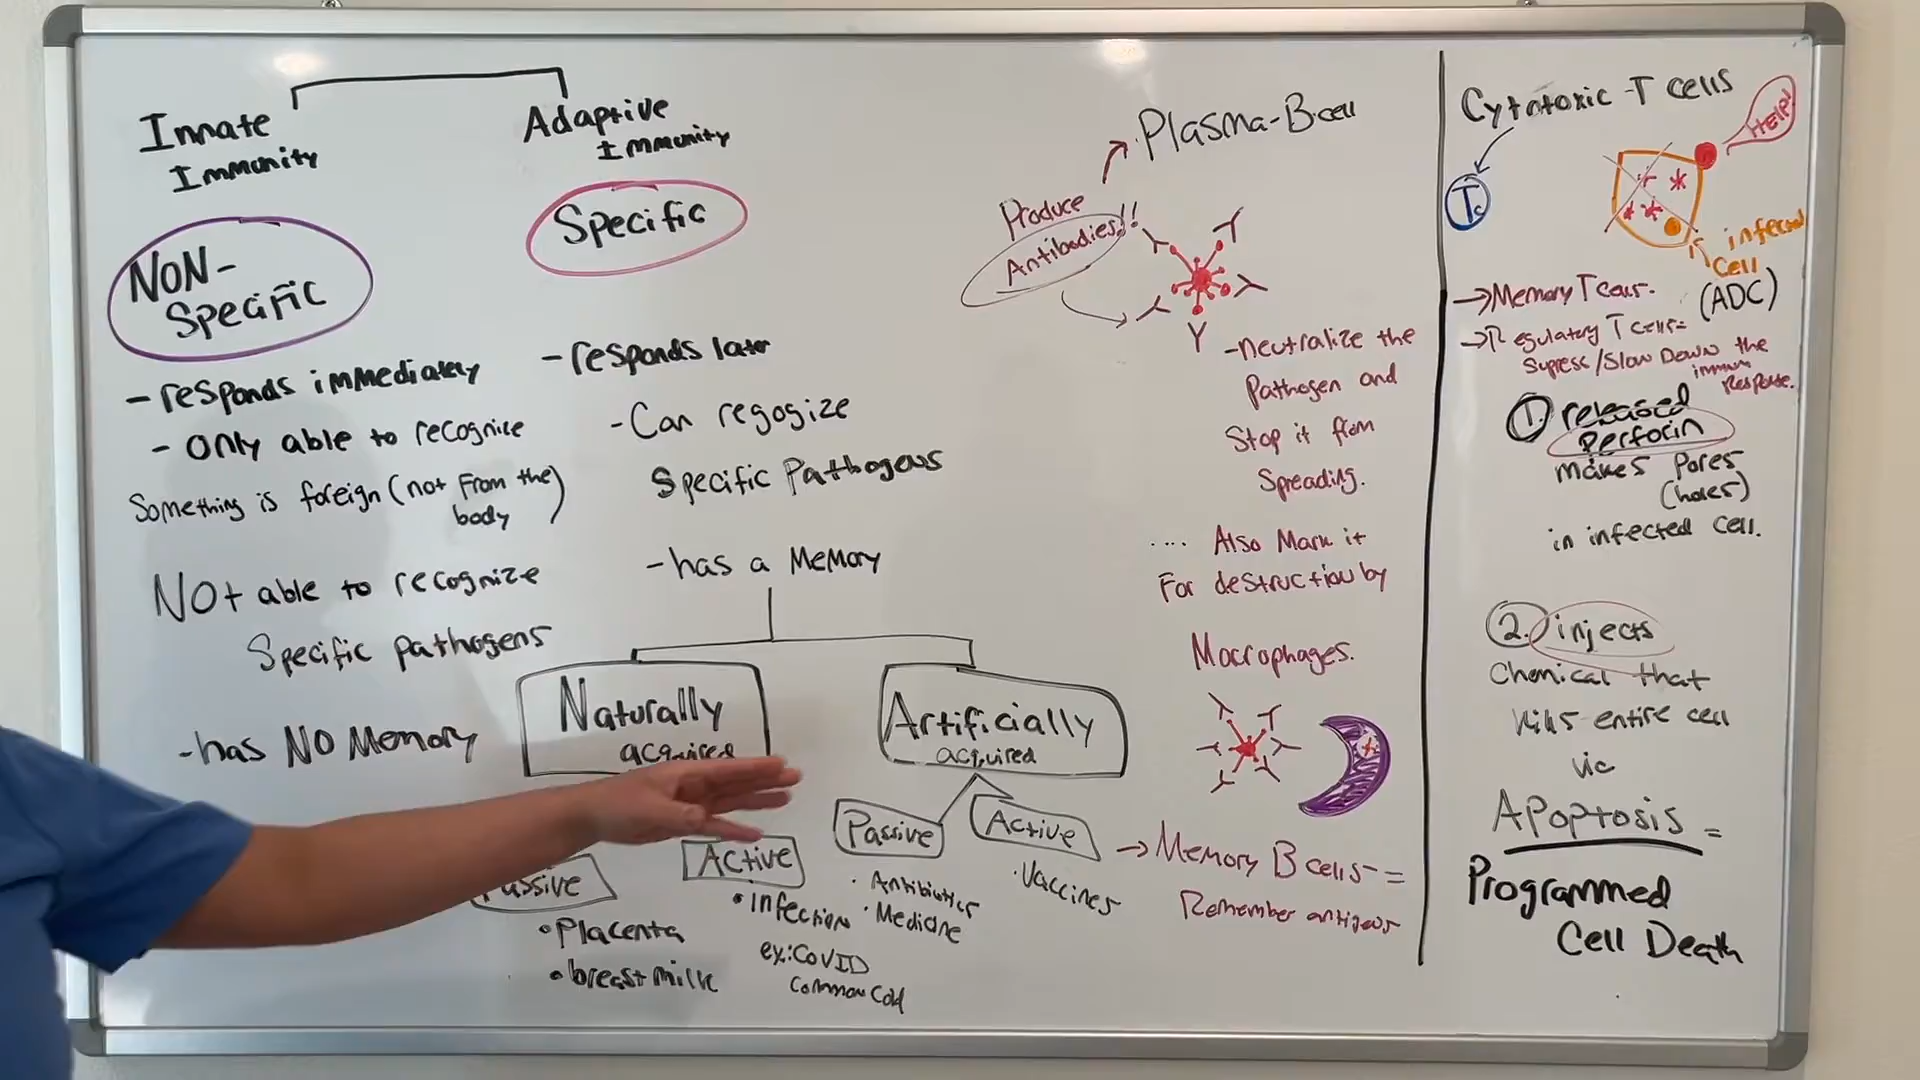 Innate
Immunity
NON-
Specific
- responds immediately
- Only able to recognize
Something is foreign (not from the
body)
Not able to recognize
Specific pathogens
- has NO Memory
Adaptive
Immunity
Specific
- responds later
- Can regogize
Specific Pathogens
- has a Memory
Naturally
acquired
Passive
• Placenta
• breast milk
Active
• infection
ex: COVID
Common Cold
Artificially
acquired
Passive
• Antibiotics
• Medicine
Active
• Vaccines
Plasma-B cell
Produce
Antibodies!!
- neutralize the
Pathogen and
Stop it from
Spreading.
.... Also Mark it
For destruction by
Macrophages.
→ Memory B cells =
Remember antigens
Cytotoxic T cells
Tc
HELP!
infected
Cell
(ADC)
→ Memory T cells-
→ Regulatory T cells=
Supress/Slow Down the
immune
Response.
1. released
Perforin
makes Pores
(holes)
in infected cell.
2. injects
Chemical that
kills entire cell
via
Apoptosis =
Programmed
Cell Death